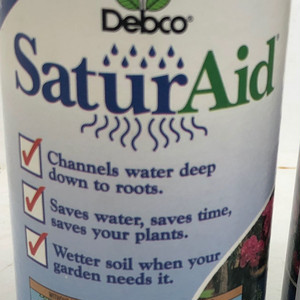 Debco®
SaturAid
Channels water deep
down to roots.
Saves water, saves time,
saves your plants.
Wetter soil when your
garden needs it.